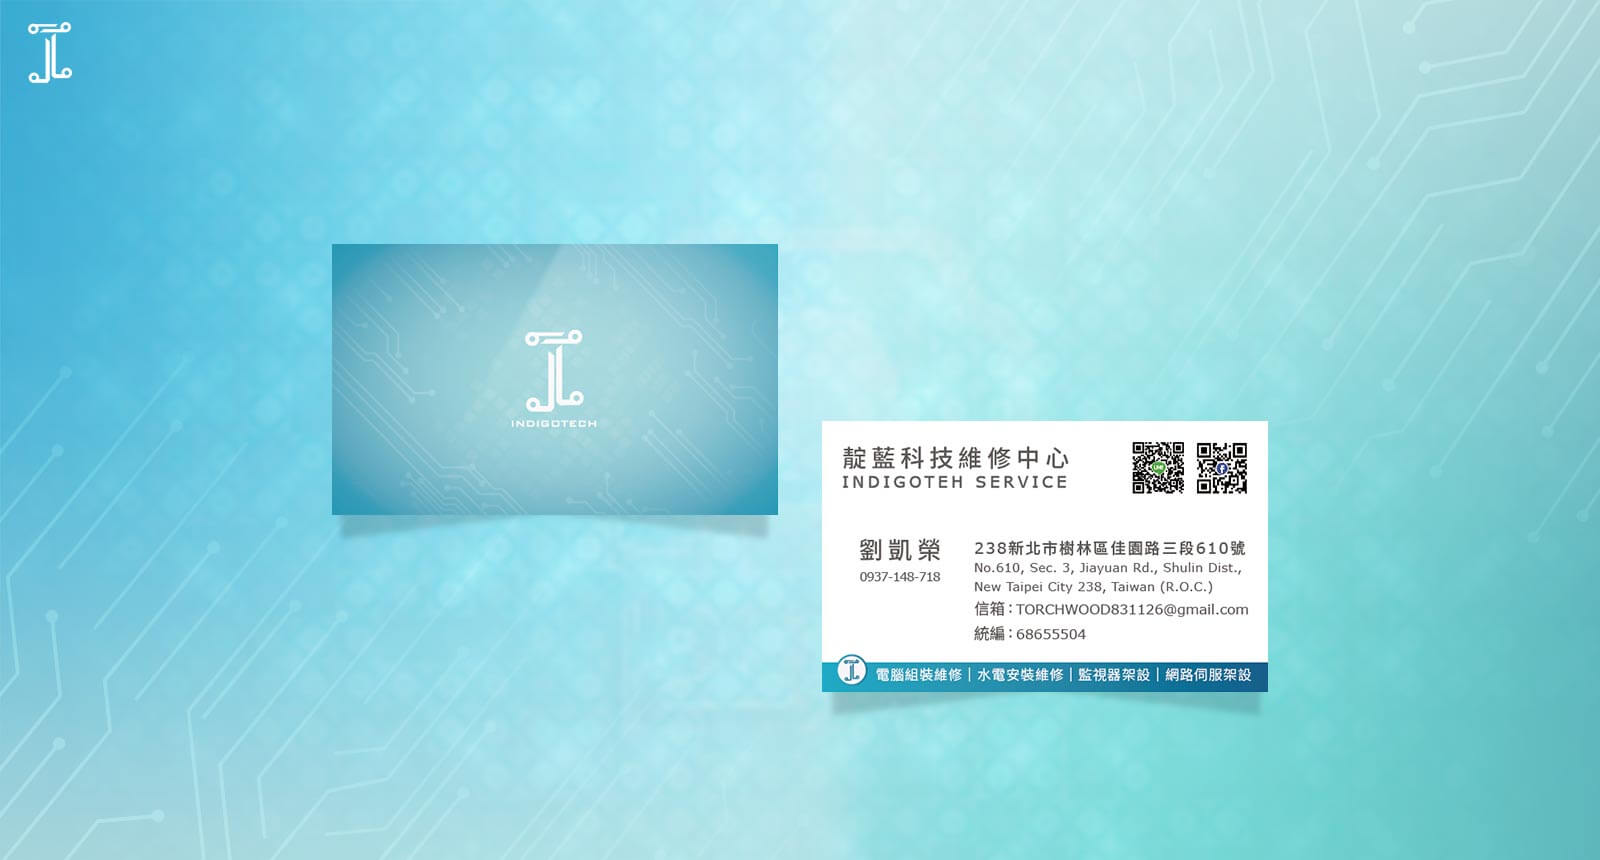 INDIGOTECH
靛藍科技維修中心
INDIGOTEH SERVICE
劉凱榮
0937-148-718
238新北市樹林區佳園路三段610號
No.610, Sec. 3, Jiayuan Rd., Shulin Dist.,
New Taipei City 238, Taiwan (R.O.C.)
信箱：TORCHWOOD831126@gmail.com
統編：68655504
電腦組裝維修｜水電安裝維修｜監視器架設｜網路伺服架設